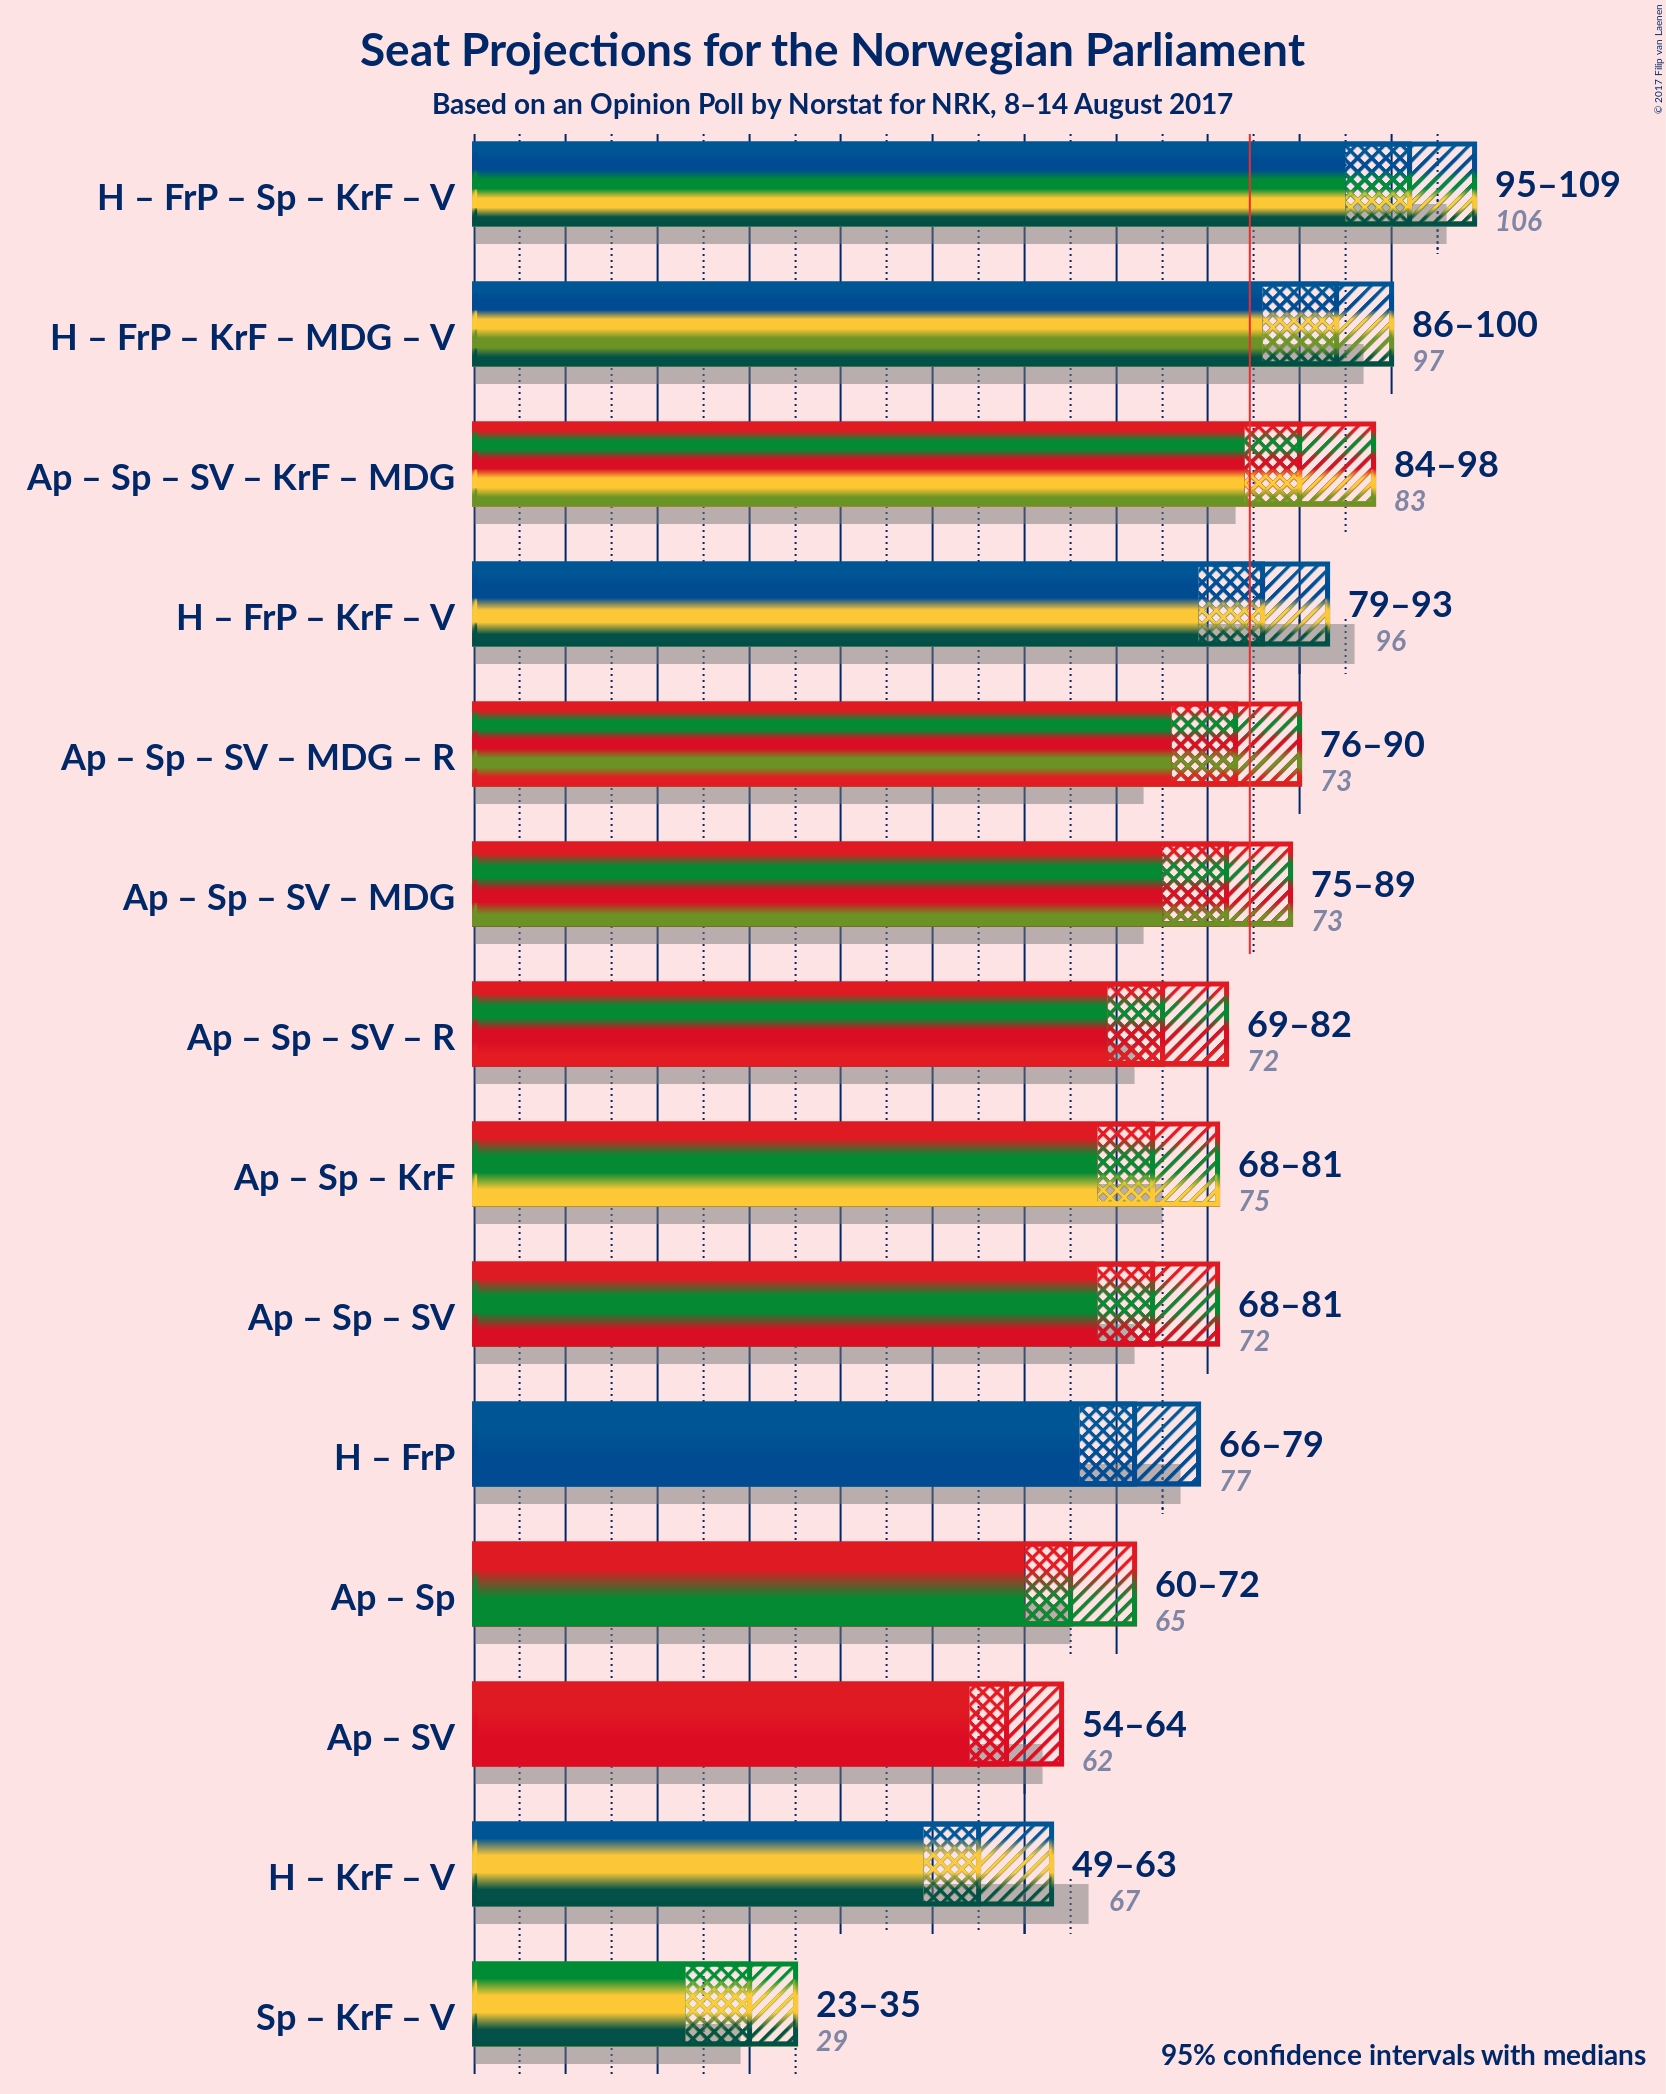 Seat Projections for the Norwegian Parliament
Based on an Opinion Poll by Norstat for NRK, 8–14 August 2017
© 2017 Filip van Laenen
H – FrP – Sp – KrF – V
95–109
106
H – FrP – KrF – MDG – V
86–100
97
Ap – Sp – SV – KrF – MDG
84–98
83
H – FrP – KrF – V
79–93
96
Ap – Sp – SV – MDG – R
76–90
73
Ap – Sp – SV – MDG
75–89
73
Ap – Sp – SV – R
69–82
72
Ap – Sp – KrF
68–81
75
Ap – Sp – SV
68–81
72
H – FrP
66–79
77
Ap – Sp
60–72
65
Ap – SV
54–64
62
H – KrF – V
49–63
67
Sp – KrF – V
23–35
29
95% confidence intervals with medians